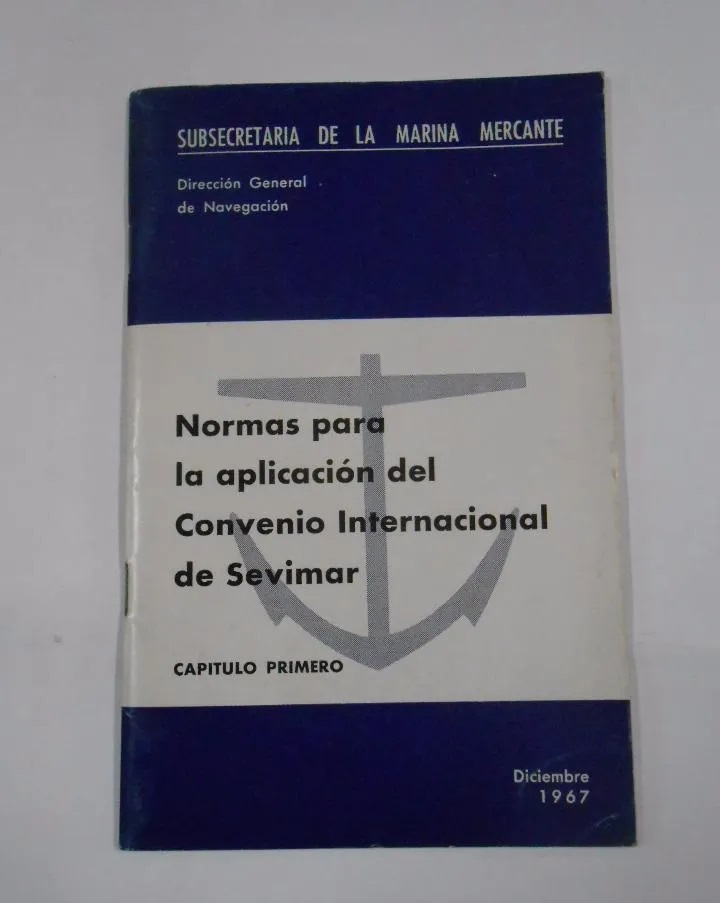 SUBSECRETARIA DE LA MARINA MERCANTE
Dirección General
de Navegación
Normas para
la aplicación del
Convenio Internacional
de Sevimar
CAPITULO PRIMERO
Diciembre
1967